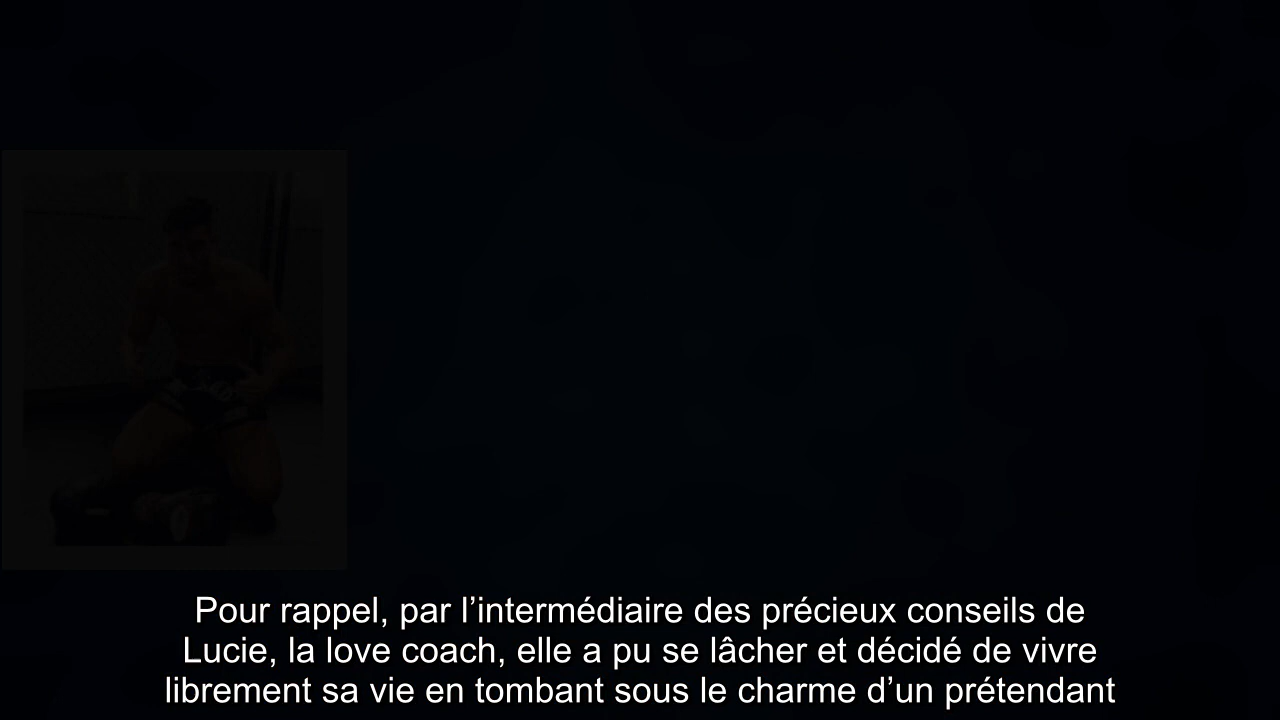 Pour rappel, par l’intermédiaire des précieux conseils de
Lucie, la love coach, elle a pu se lâcher et décidé de vivre
librement sa vie en tombant sous le charme d’un prétendant